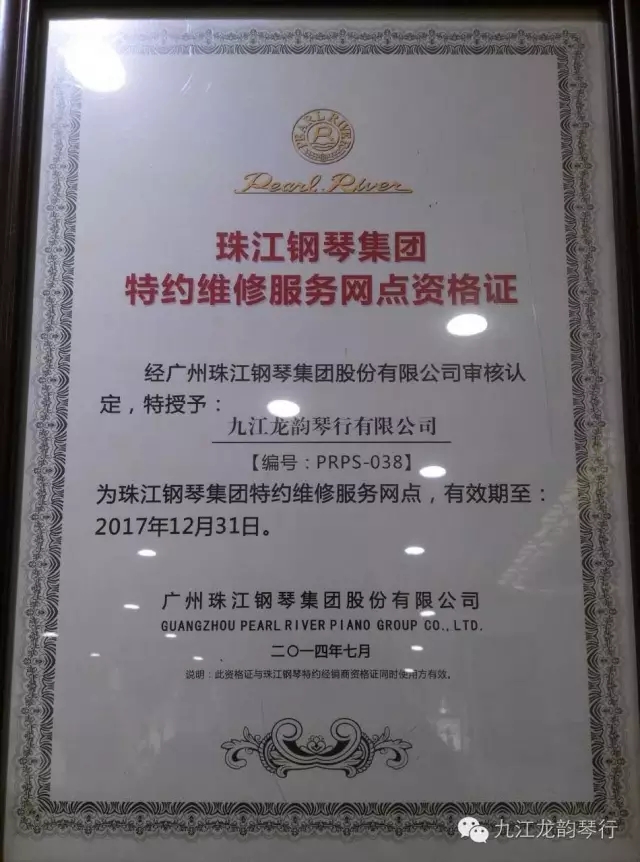 PEARL RIVER
Pearl River
珠江钢琴集团
特约维修服务网点资格证
经广州珠江钢琴集团股份有限公司审核认
定，特授予：
九江龙韵琴行有限公司
【编号：PRPS-038】
为珠江钢琴集团特约维修服务网点，有效期至：
2017年12月31日。
广州珠江钢琴集团股份有限公司
GUANGZHOU PEARL RIVER PIANO GROUP CO., LTD.
二〇一四年七月
说明：此资格证与珠江钢琴特约经销商资格证同时使用方有效。
九江龙韵琴行